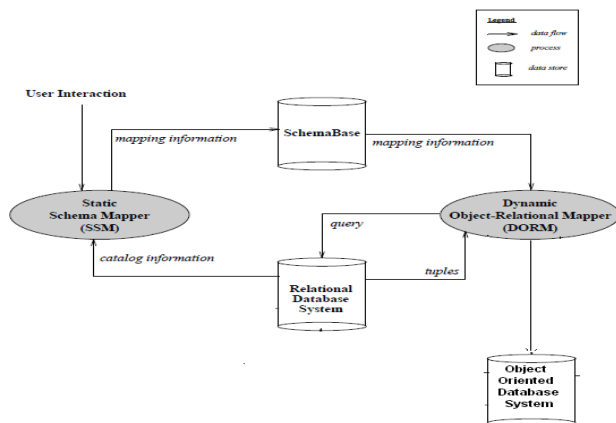 Legend
data flow
process
data store
User Interaction
mapping information
SchemaBase
mapping information
Static
Schema Mapper
(SSM)
Dynamic
Object-Relational Mapper
(DORM)
query
catalog information
tuples
Relational
Database
System
Object
Oriented
Database
System